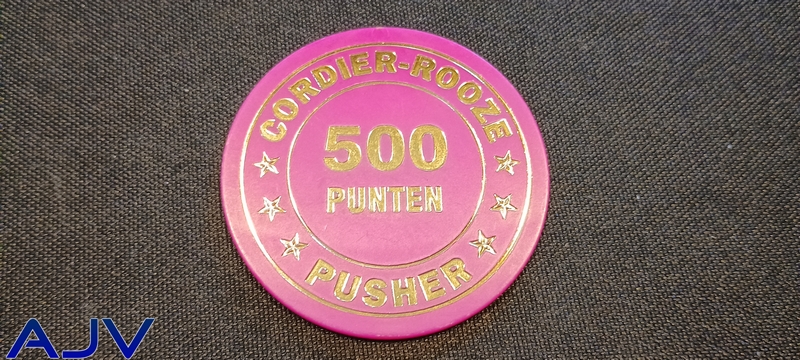 CORDIER-ROOZE
500
PUNTEN
PUSHER
AJV